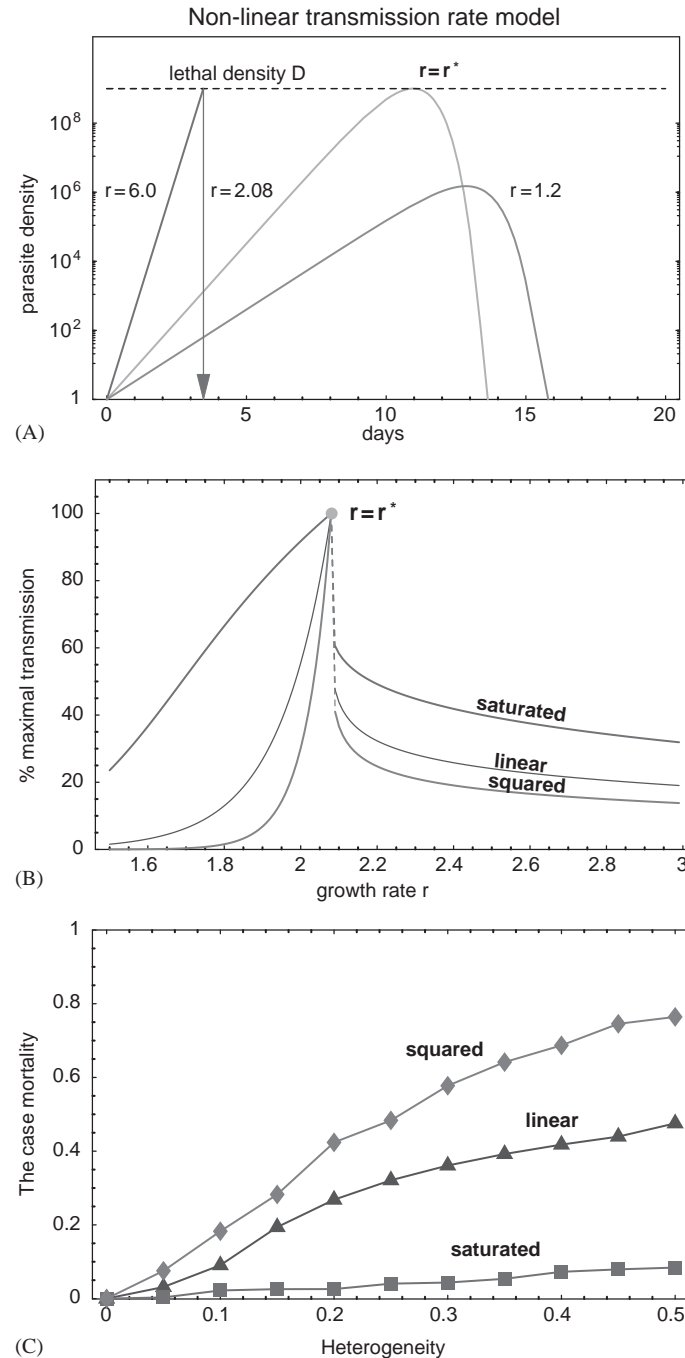 Non-linear transmission rate model
lethal density D
r = r*
r = 6.0
r = 2.08
r = 1.2
parasite density
10^8
10^6
10^4
10^2
1
0
5
10
15
20
days
(A)
r = r*
% maximal transmission
100
80
60
40
20
0
saturated
linear
squared
1.6
1.8
2
2.2
2.4
2.6
2.8
3
growth rate r
(B)
The case mortality
1
0.8
0.6
0.4
0.2
0
squared
linear
saturated
0
0.1
0.2
0.3
0.4
0.5
Heterogeneity
(C)